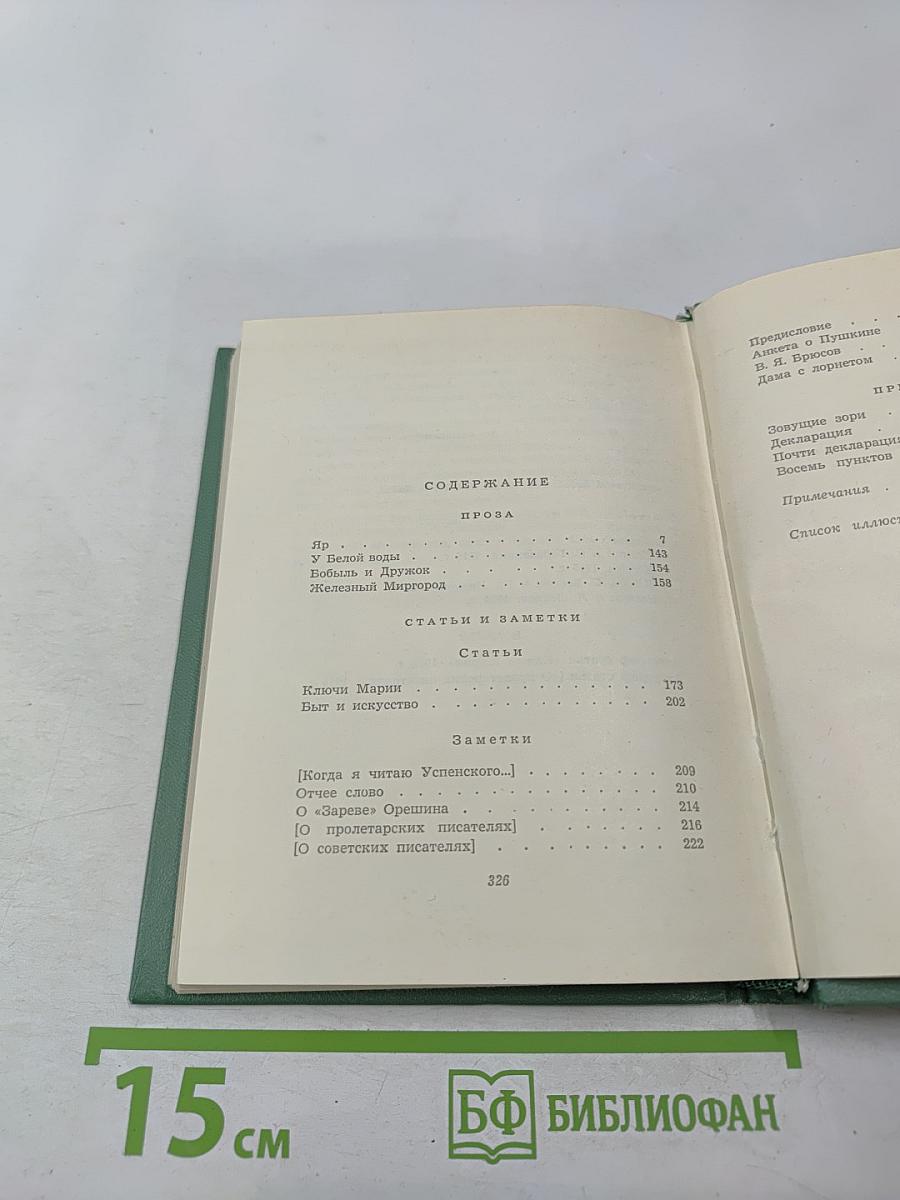 СОДЕРЖАНИЕ
ПРОЗА
Яр . . . . . . . . . . . . . . . . . . 7
У Белой воды . . . . . . . . . . . . . . 143
Бобыль и Дружок . . . . . . . . . . . . 154
Железный Миргород . . . . . . . . . . . 158
СТАТЬИ И ЗАМЕТКИ
Статьи
Ключи Марии . . . . . . . . . . . . . . 173
Быт и искусство . . . . . . . . . . . . . 202
Заметки
[Когда я читаю Успенского...] . . . . . . . . 209
Отчее слово . . . . . . . . . . . . . . . 210
О «Зареве» Орешина . . . . . . . . . . . 214
[О пролетарских писателях] . . . . . . . 216
[О советских писателях] . . . . . . . . . 222
326
Предисловие . . .
Анкета о Пушкине .
В. Я. Брюсов . . .
Дама с лорнетом .
Зовущие зори .
Декларация .
Почти декларация
Восемь пунктов
Примечания .
Список
15 см
БФ БИБЛИОФАН